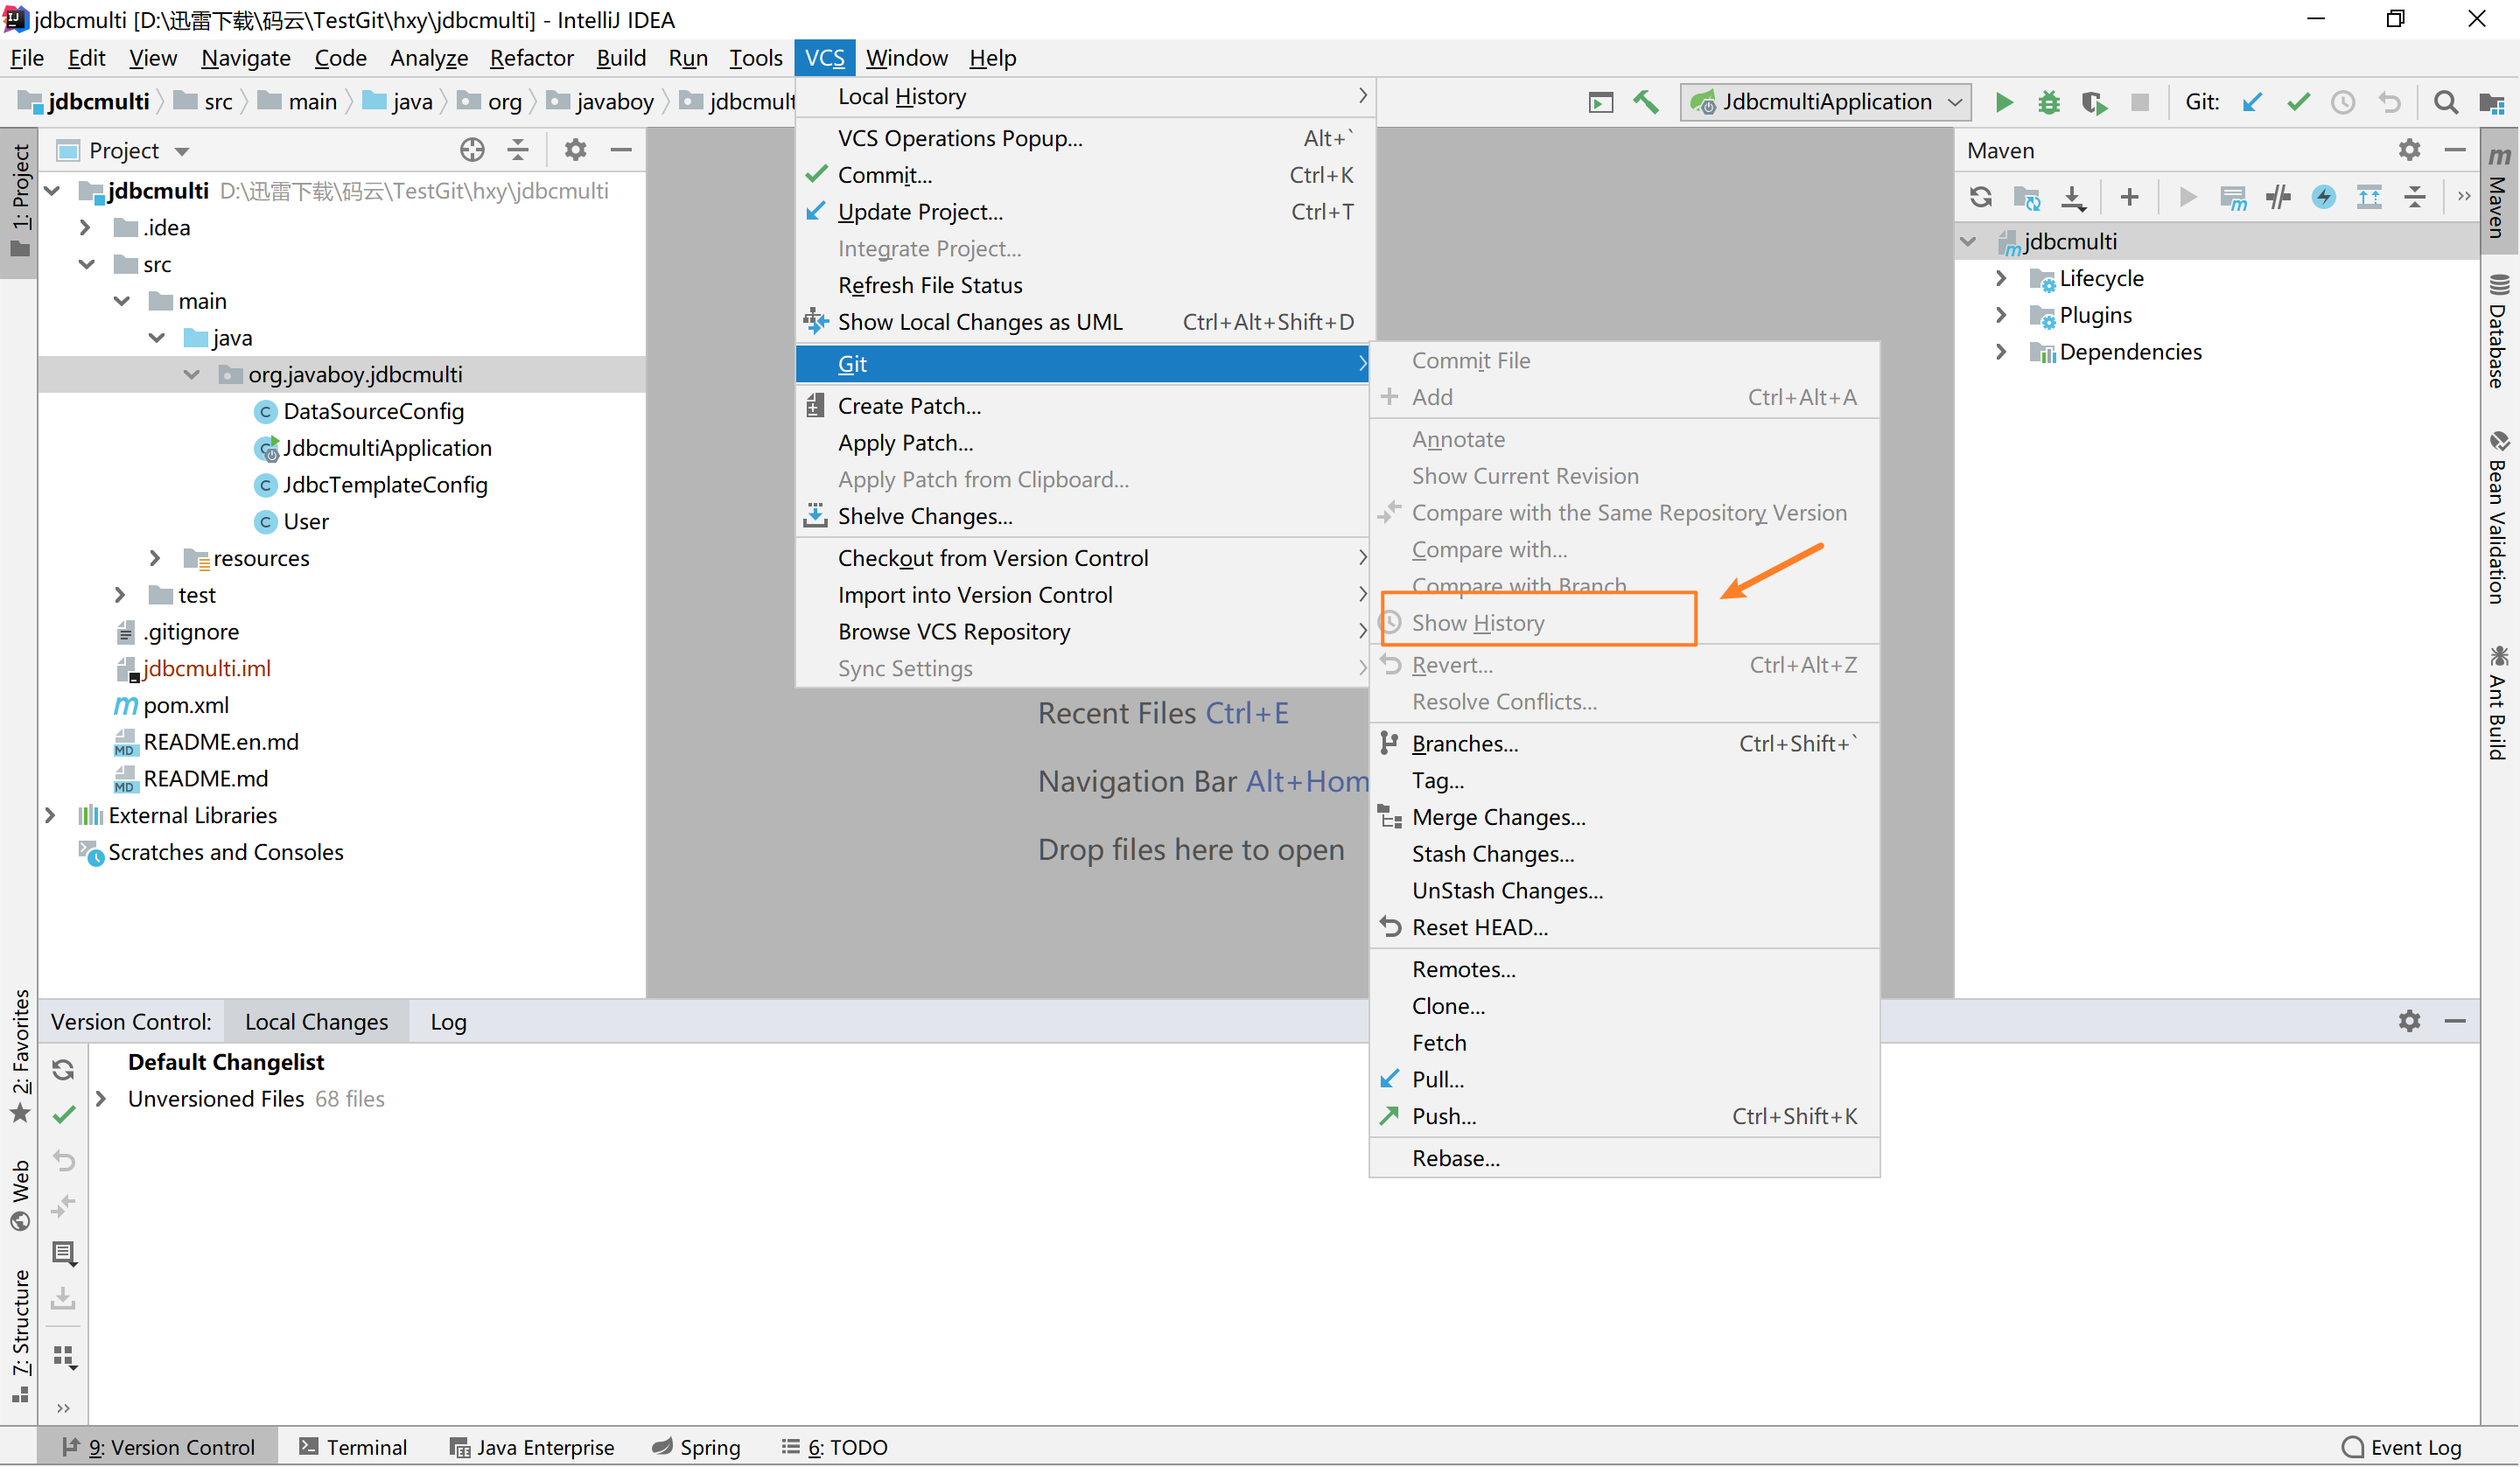 jdbcmulti [D:\迅雷下载\码云\TestGit\hxy\jdbcmulti] - IntelliJ IDEA
File Edit View Navigate Code Analyze Refactor Build Run Tools VCS Window Help
jdbcmulti src main java org javaboy jdbcmult
JdbcmultiApplication Git:
Local History
VCS Operations Popup... Alt+`
Commit... Ctrl+K
Update Project... Ctrl+T
Integrate Project...
Refresh File Status
Show Local Changes as UML Ctrl+Alt+Shift+D
Git
Create Patch...
Apply Patch...
Apply Patch from Clipboard...
Shelve Changes...
Checkout from Version Control
Import into Version Control
Browse VCS Repository
Sync Settings
Commit File
Add Ctrl+Alt+A
Annotate
Show Current Revision
Compare with the Same Repository Version
Compare with...
Compare with Branch
Show History
Revert... Ctrl+Alt+Z
Resolve Conflicts...
Branches... Ctrl+Shift+`
Tag...
Merge Changes...
Stash Changes...
UnStash Changes...
Reset HEAD...
Remotes...
Clone...
Fetch
Pull...
Push... Ctrl+Shift+K
Rebase...
1: Project
Project
jdbcmulti D:\迅雷下载\码云\TestGit\hxy\jdbcmulti
.idea
src
main
java
org.javaboy.jdbcmulti
DataSourceConfig
JdbcmultiApplication
JdbcTemplateConfig
User
resources
test
.gitignore
jdbcmulti.iml
pom.xml
README.en.md
README.md
External Libraries
Scratches and Consoles
Recent Files Ctrl+E
Navigation Bar Alt+Hom
Drop files here to open
Maven
jdbcmulti
Lifecycle
Plugins
Dependencies
Maven
Database
Bean Validation
Ant Build
2: Favorites
Web
7: Structure
Version Control: Local Changes Log
Default Changelist
Unversioned Files 68 files
9: Version Control Terminal Java Enterprise Spring 6: TODO Event Log